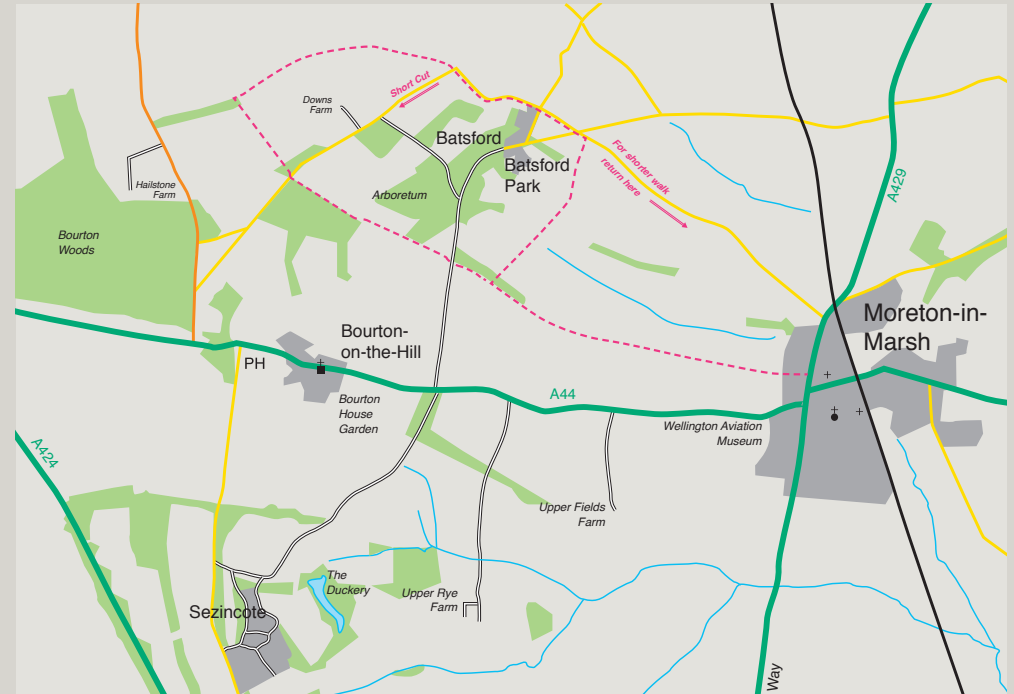 Short Cut
Downs
Farm
Batsford
Batsford
Park
For shorter walk
return here
A429
Hailstone
Farm
Arboretum
Bourton
Woods
Moreton-in-
Marsh
Bourton-
on-the-Hill
PH
A44
Bourton
House
Garden
Wellington Aviation
Museum
A424
Upper Fields
Farm
The
Duckery
Upper Rye
Farm
Sezincote
Way